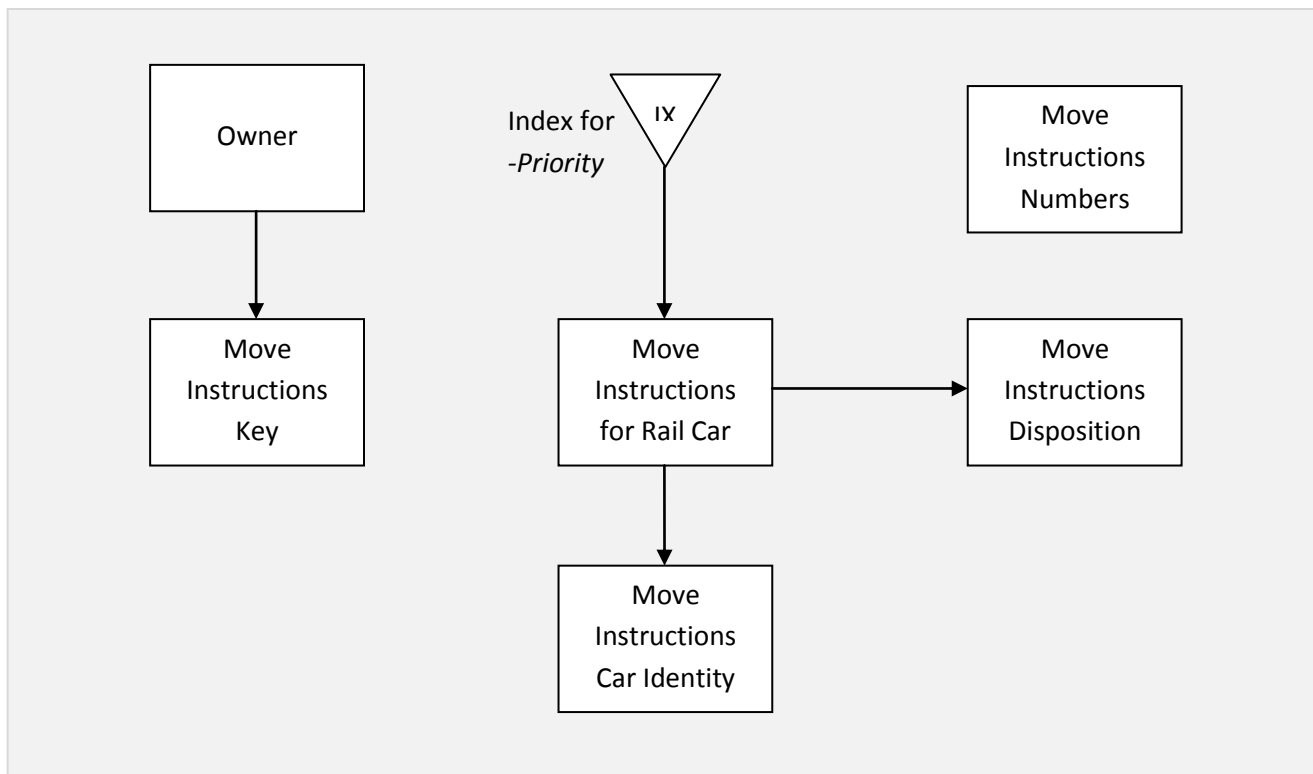 Owner
Index for
-Priority
IX
Move
Instructions
Numbers
Move
Instructions
Key
Move
Instructions
for Rail Car
Move
Instructions
Disposition
Move
Instructions
Car Identity